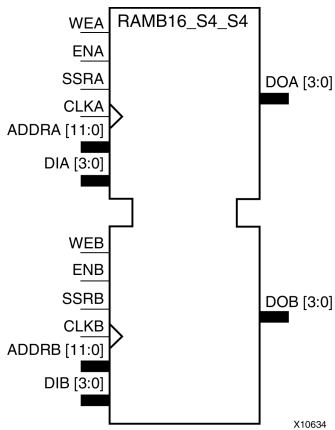 RAMB16_S4_S4
WEA
ENA
SSRA
CLKA
ADDRA [11:0]
DIA [3:0]
DOA [3:0]
WEB
ENB
SSRB
CLKB
ADDRB [11:0]
DIB [3:0]
DOB [3:0]
X10634